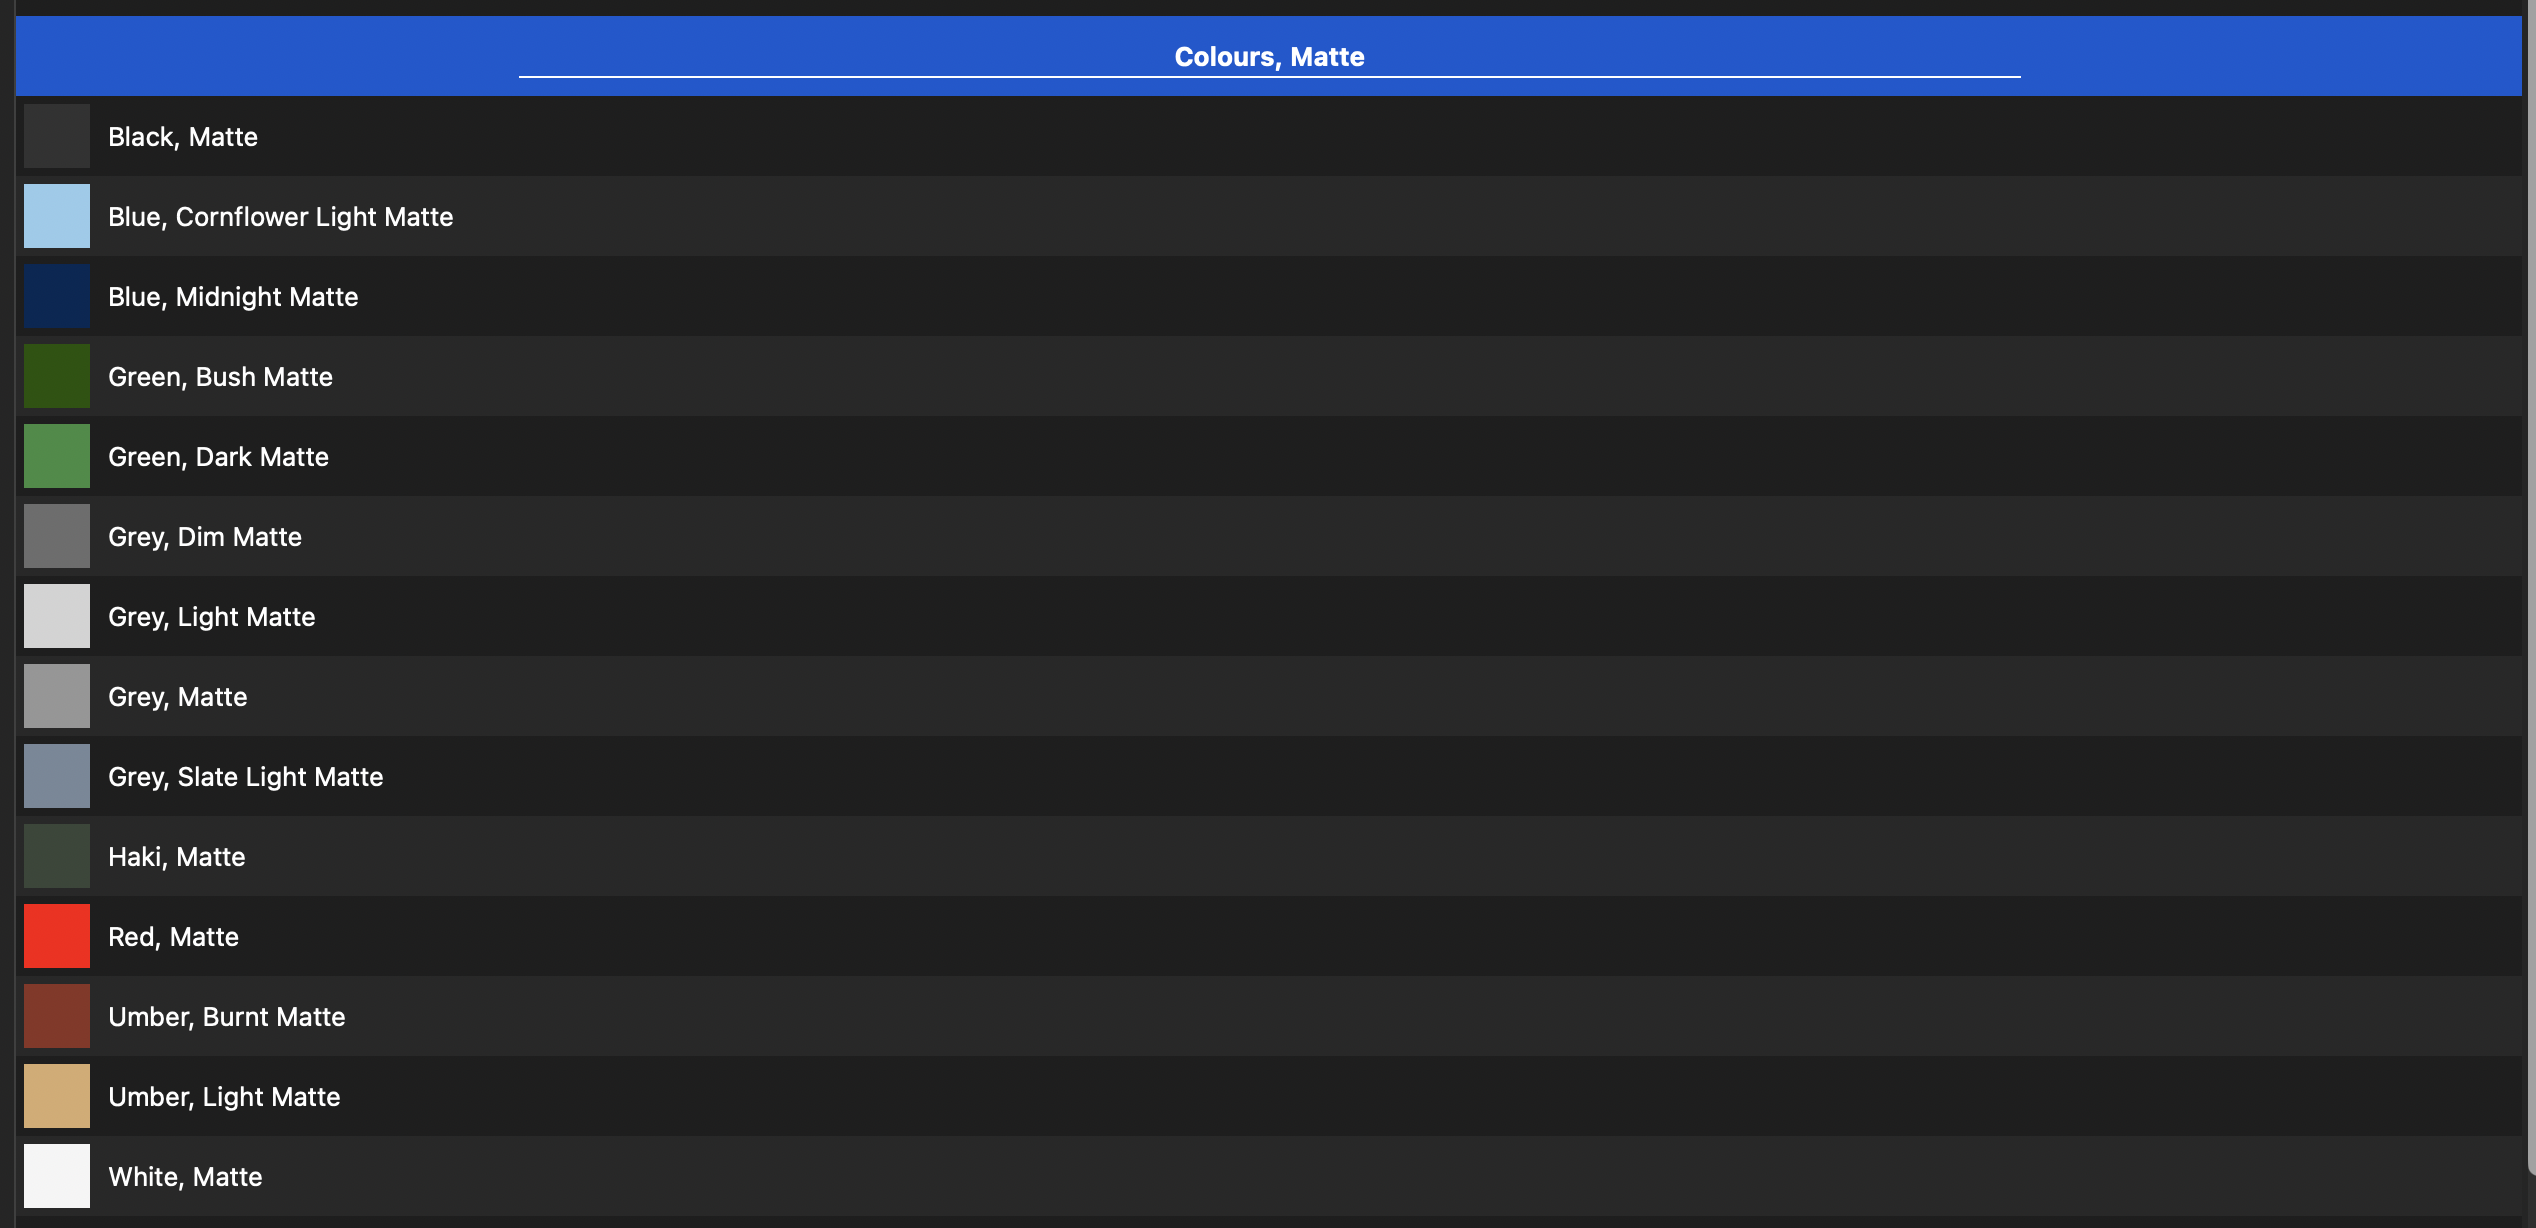 Colours, Matte
Black, Matte
Blue, Cornflower Light Matte
Blue, Midnight Matte
Green, Bush Matte
Green, Dark Matte
Grey, Dim Matte
Grey, Light Matte
Grey, Matte
Grey, Slate Light Matte
Haki, Matte
Red, Matte
Umber, Burnt Matte
Umber, Light Matte
White, Matte